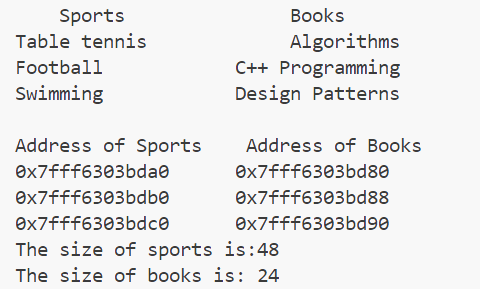 Sports Books
Table tennis Algorithms
Football C++ Programming
Swimming Design Patterns
Address of Sports Address of Books
0x7fff6303bda0 0x7fff6303bd80
0x7fff6303bdb0 0x7fff6303bd88
0x7fff6303bdc0 0x7fff6303bd90
The size of sports is:48
The size of books is: 24